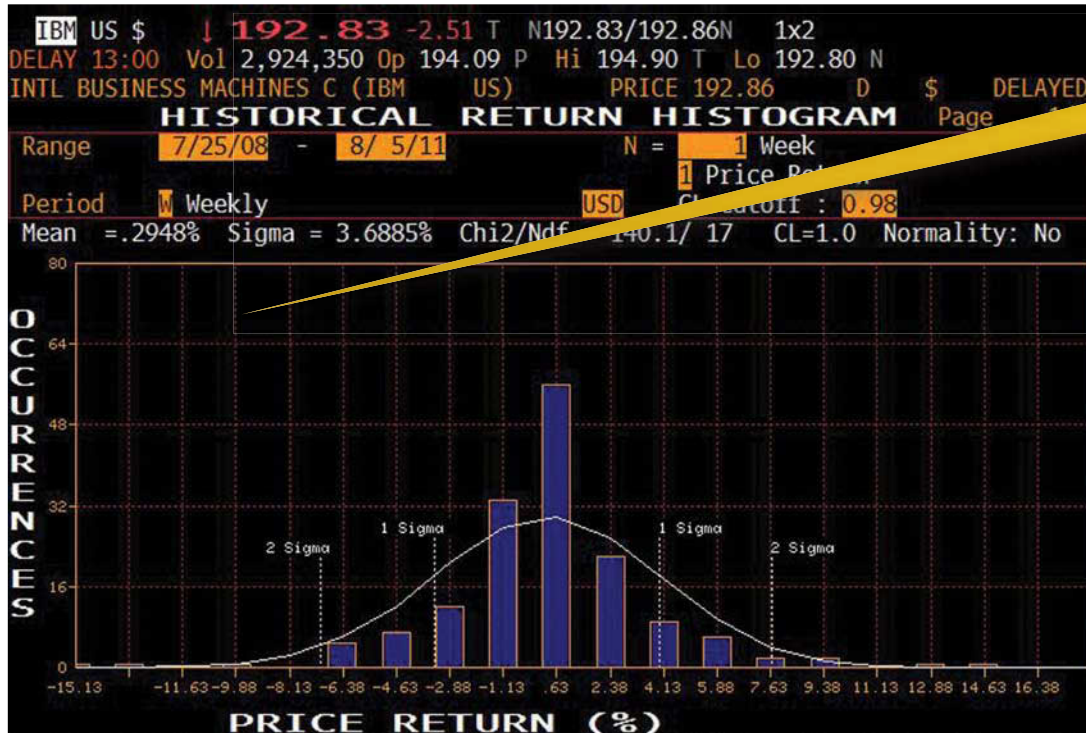 IBM US $ ↓ 192.83 -2.51 T N192.83/192.86N 1x2
DELAY 13:00 Vol 2,924,350 Op 194.09 P Hi 194.90 T Lo 192.80 N
INTL BUSINESS MACHINES C (IBM US) PRICE 192.86 D $ DELAYED
HISTORICAL RETURN HISTOGRAM Page
Range 7/25/08 - 8/ 5/11 N = 1 Week
1 Price
Period W Weekly USD : 0.98
Mean =.2948% Sigma = 3.6885% Chi2/Ndf 140.1/ 17 CL=1.0 Normality: No
80
64
48
32
16
0
OCCURRENCES
2 Sigma
1 Sigma
1 Sigma
2 Sigma
-15.13 -11.63 -9.88 -8.13 -6.38 -4.63 -2.88 -1.13 .63 2.38 4.13 5.88 7.63 9.38 11.13 12.88 14.63 16.38
PRICE RETURN (%)